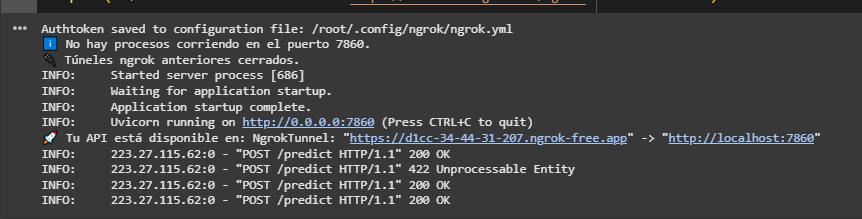 Authtoken saved to configuration file: /root/.config/ngrok/ngrok.yml
ℹ️ No hay procesos corriendo en el puerto 7860.
🔌 Túneles ngrok anteriores cerrados.
INFO:     Started server process [686]
INFO:     Waiting for application startup.
INFO:     Application startup complete.
INFO:     Uvicorn running on http://0.0.0.0:7860 (Press CTRL+C to quit)
🚀 Tu API está disponible en: NgrokTunnel: "https://d1cc-34-44-31-207.ngrok-free.app" -> "http://localhost:7860"
INFO:     223.27.115.62:0 - "POST /predict HTTP/1.1" 200 OK
INFO:     223.27.115.62:0 - "POST /predict HTTP/1.1" 422 Unprocessable Entity
INFO:     223.27.115.62:0 - "POST /predict HTTP/1.1" 200 OK
INFO:     223.27.115.62:0 - "POST /predict HTTP/1.1" 200 OK